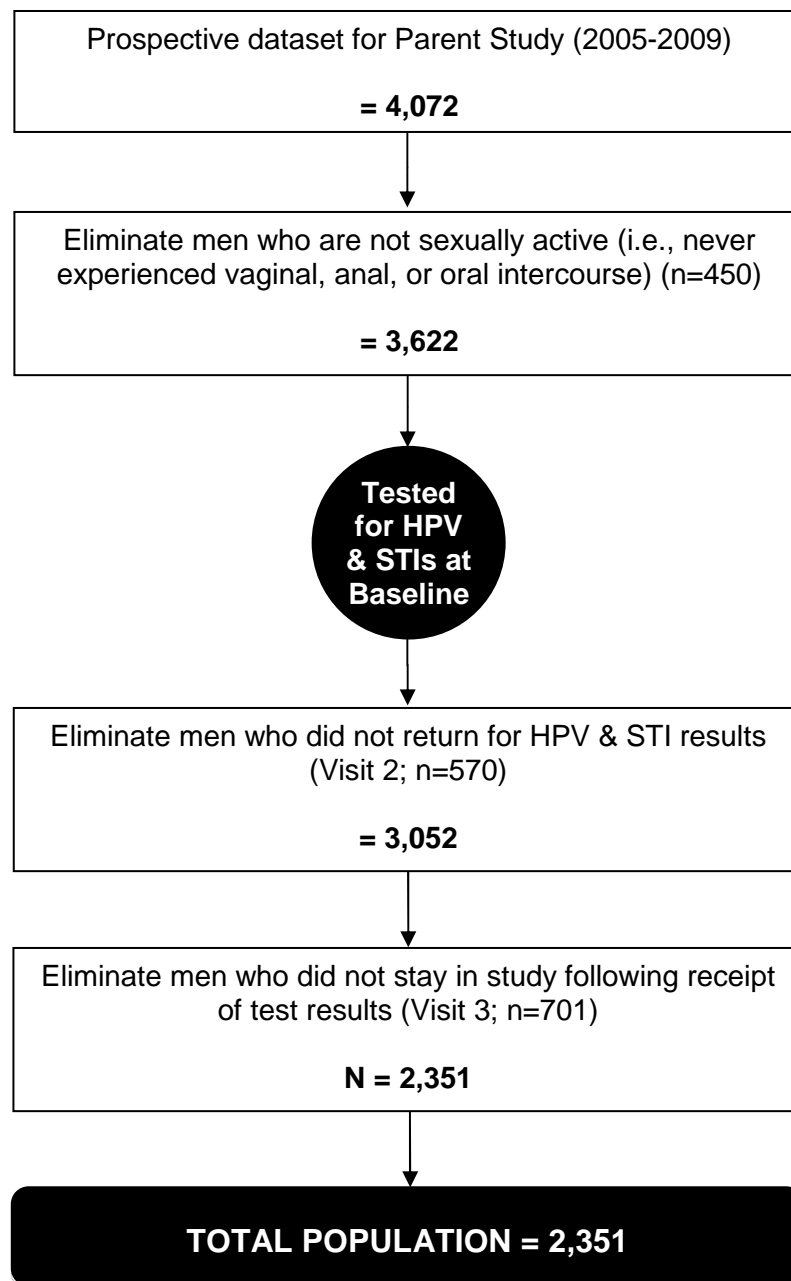 Prospective dataset for Parent Study (2005-2009)
= 4,072
Eliminate men who are not sexually active (i.e., never
experienced vaginal, anal, or oral intercourse) (n=450)
= 3,622
Tested
for HPV
& STIs at
Baseline
Eliminate men who did not return for HPV & STI results
(Visit 2; n=570)
= 3,052
Eliminate men who did not stay in study following receipt
of test results (Visit 3; n=701)
N = 2,351
TOTAL POPULATION = 2,351